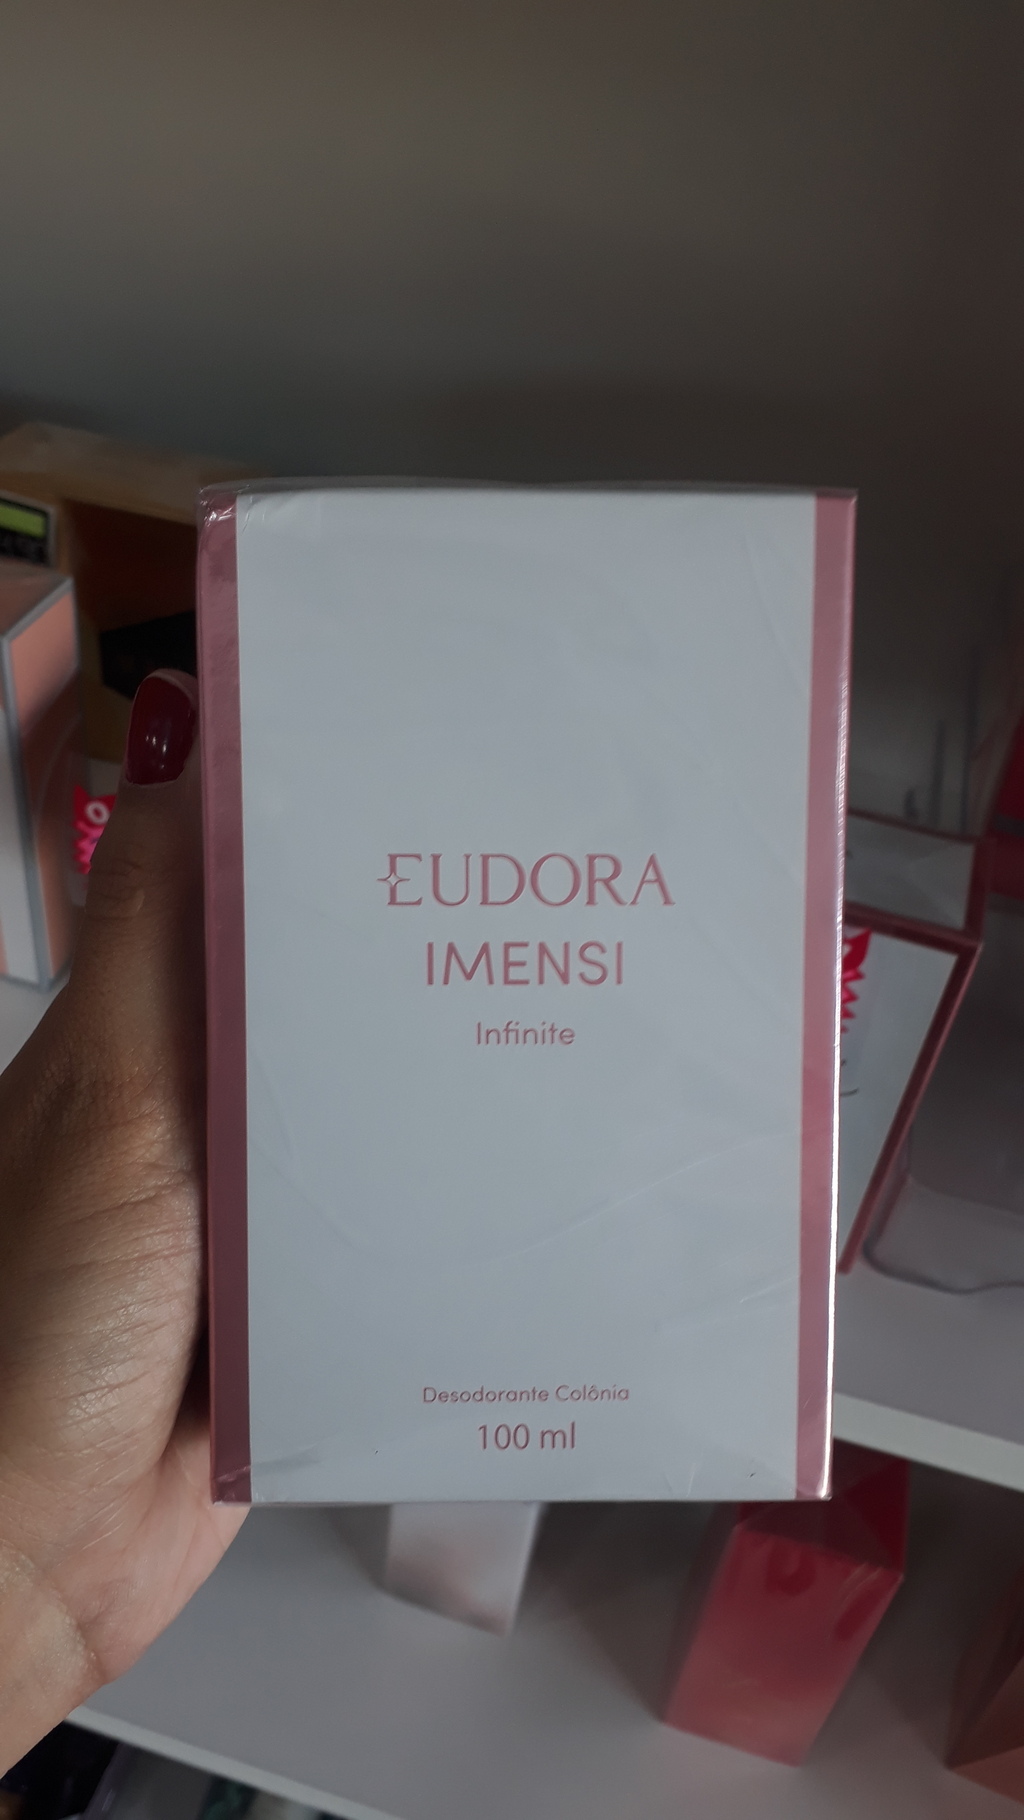 EUDORA
IMENSI
Infinite
Desodorante Colônia
100 ml